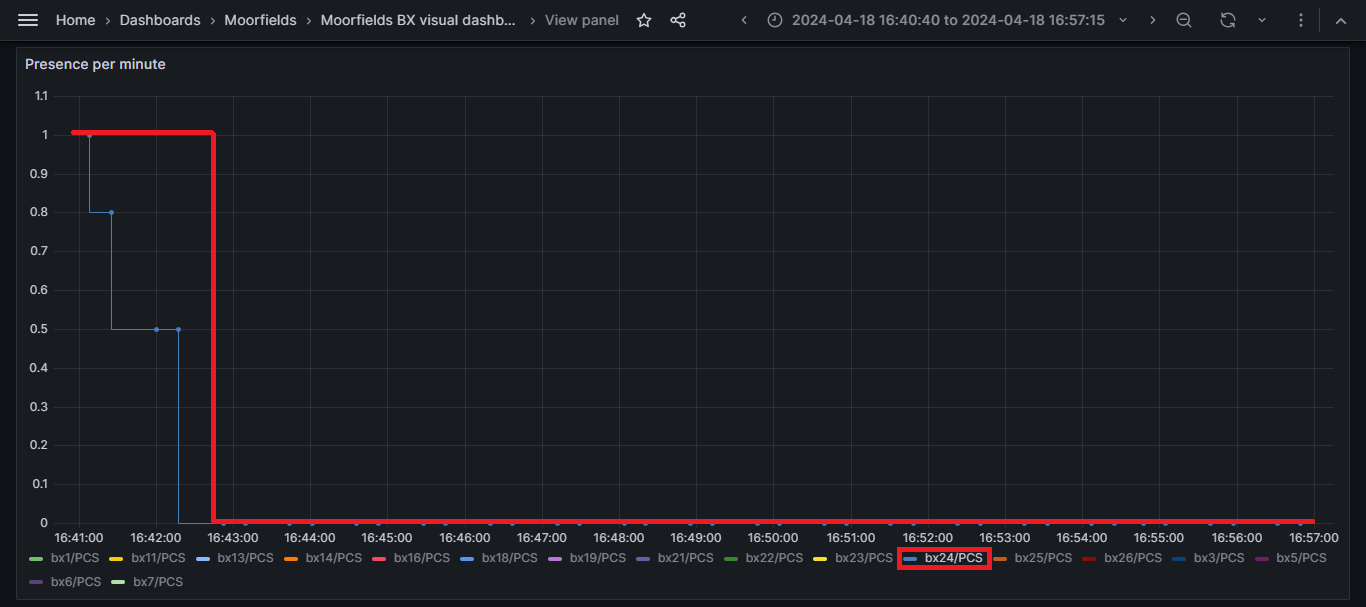 Home › Dashboards › Moorfields › Moorfields BX visual dashb... › View panel 2024-04-18 16:40:40 to 2024-04-18 16:57:15
Presence per minute
1.1
1
0.9
0.8
0.7
0.6
0.5
0.4
0.3
0.2
0.1
0
16:41:00 16:42:00 16:43:00 16:44:00 16:45:00 16:46:00 16:47:00 16:48:00 16:49:00 16:50:00 16:51:00 16:52:00 16:53:00 16:54:00 16:55:00 16:56:00 16:57:00
bx1/PCS bx11/PCS bx13/PCS bx14/PCS bx16/PCS bx18/PCS bx19/PCS bx21/PCS bx22/PCS bx23/PCS bx24/PCS bx25/PCS bx26/PCS bx3/PCS bx5/PCS
bx6/PCS bx7/PCS